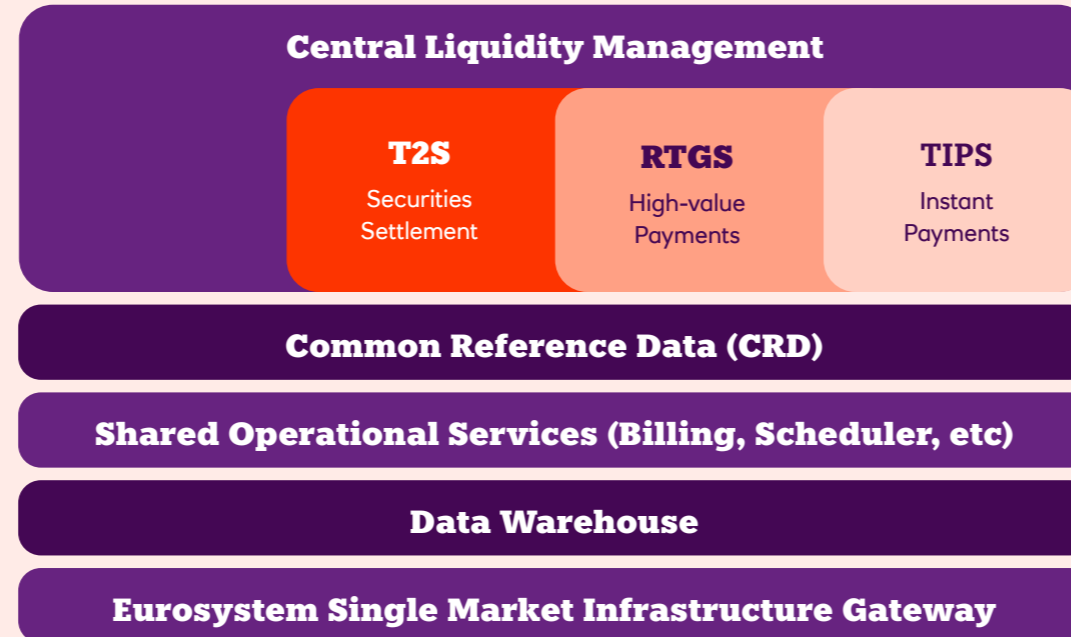 Central Liquidity Management
T2S
Securities
Settlement
RTGS
High-value
Payments
TIPS
Instant
Payments
Common Reference Data (CRD)
Shared Operational Services (Billing, Scheduler, etc)
Data Warehouse
Eurosystem Single Market Infrastructure Gateway